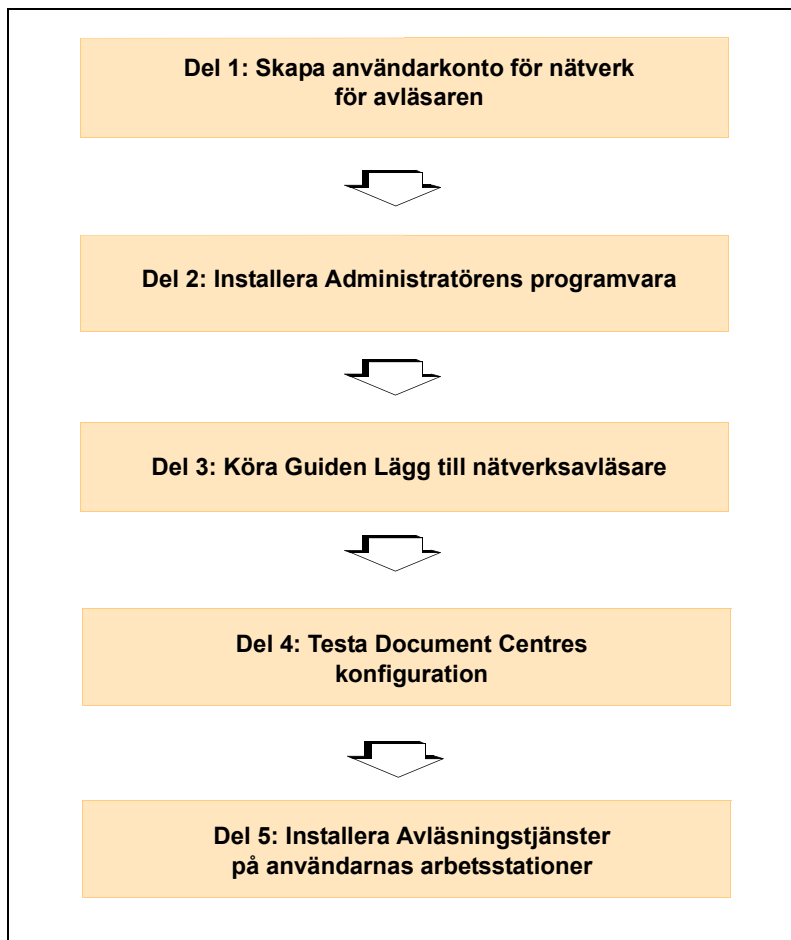 Del 1: Skapa användarkonto för nätverk
för avläsaren
Del 2: Installera Administratörens programvara
Del 3: Köra Guiden Lägg till nätverksavläsare
Del 4: Testa Document Centres
konfiguration
Del 5: Installera Avläsningstjänster
på användarnas arbetsstationer